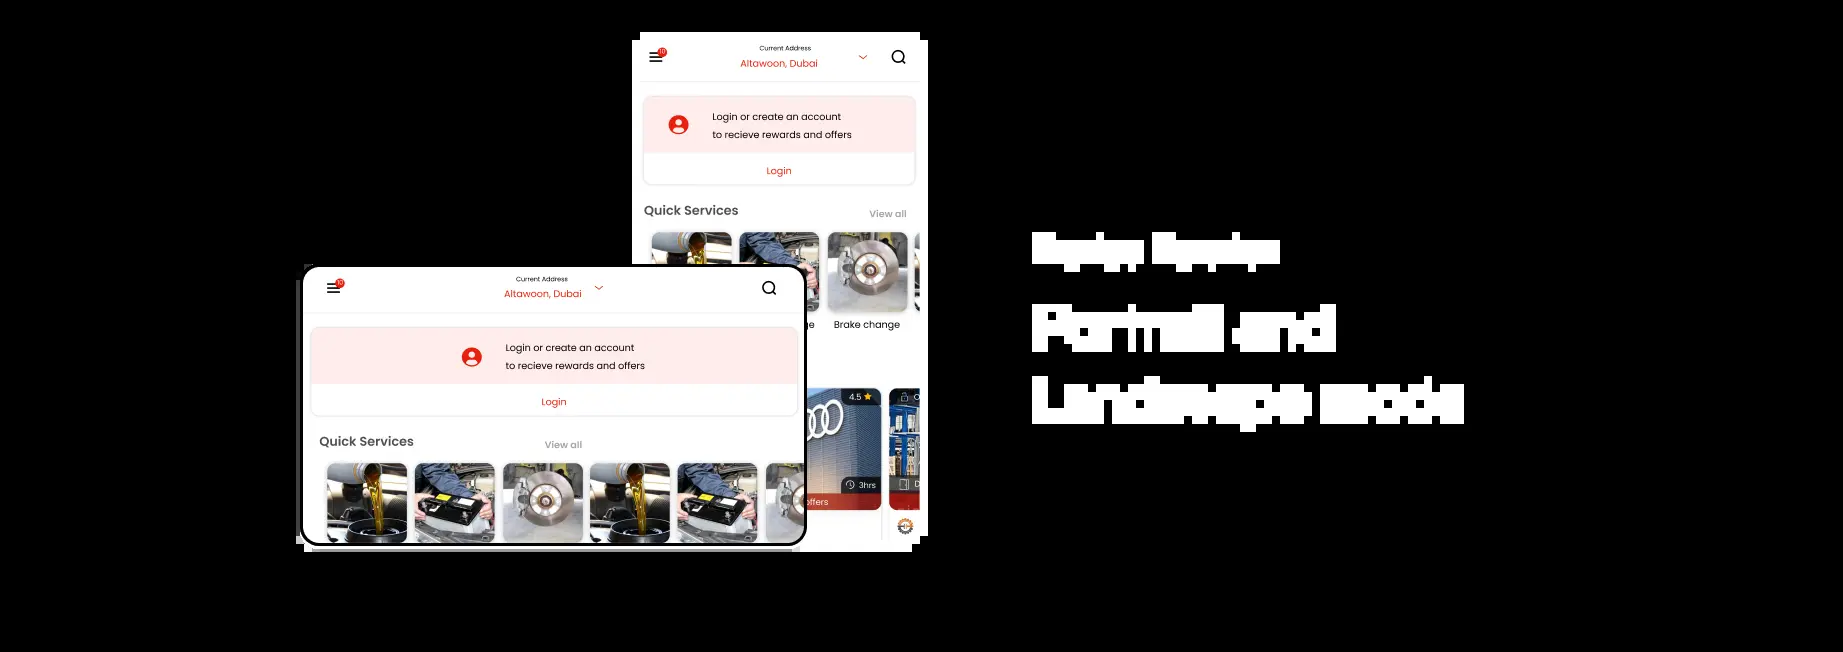 10
Current Address
Altawoon, Dubai
Login or create an account
to recieve rewards and offers
Login
Quick Services
View all
Brake change
4.5
3hrs
offers
10
Current Address
Altawoon, Dubai
Login or create an account
to recieve rewards and offers
Login
Quick Services
View all
Portrait and
Landscape mode